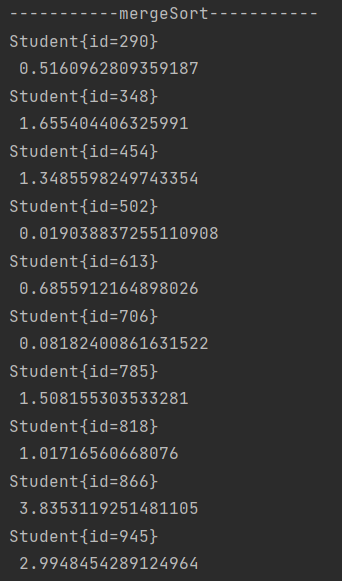 -----------mergeSort-----------
Student{id=290}
0.5160962809359187
Student{id=348}
1.655404406325991
Student{id=454}
1.3485598249743354
Student{id=502}
0.019038837255110908
Student{id=613}
0.6855912164898026
Student{id=706}
0.08182400861631522
Student{id=785}
1.508155303533281
Student{id=818}
1.01716560668076
Student{id=866}
3.8353119251481105
Student{id=945}
2.9948454289124964